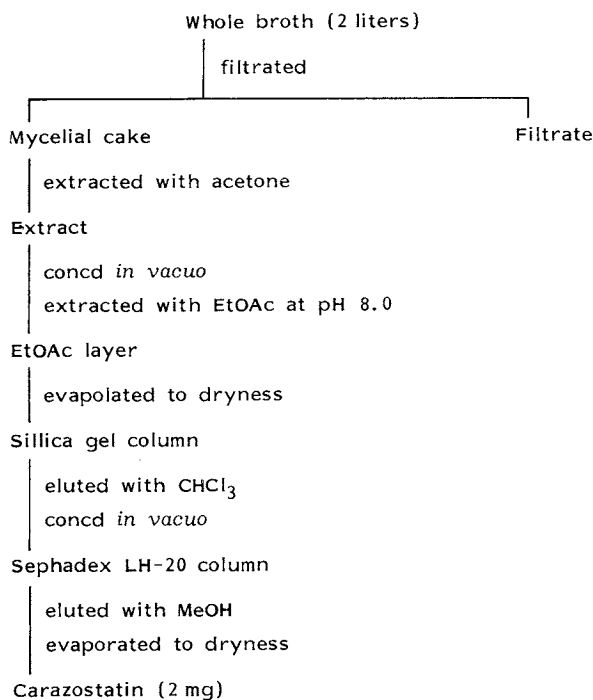 Whole broth (2 liters)
filtrated
Mycelial cake
Filtrate
extracted with acetone
Extract
concd in vacuo
extracted with EtOAc at pH 8.0
EtOAc layer
evapolated to dryness
Sillica gel column
eluted with CHCl₃
concd in vacuo
Sephadex LH-20 column
eluted with MeOH
evaporated to dryness
Carazostatin (2 mg)